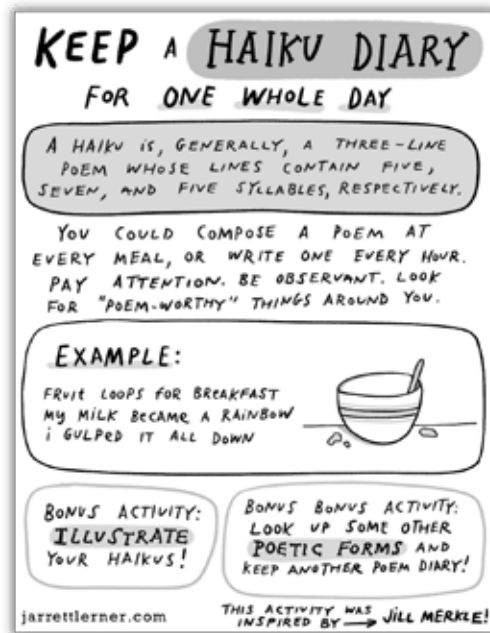 KEEP A HAIKU DIARY
FOR ONE WHOLE DAY
A HAIKU IS, GENERALLY, A THREE-LINE
POEM WHOSE LINES CONTAIN FIVE,
SEVEN, AND FIVE SYLLABLES, RESPECTIVELY.
YOU COULD COMPOSE A POEM AT
EVERY MEAL, OR WRITE ONE EVERY HOUR.
PAY ATTENTION. BE OBSERVANT. LOOK
FOR "POEM-WORTHY" THINGS AROUND YOU.
EXAMPLE:
FRUIT LOOPS FOR BREAKFAST
MY MILK BECAME A RAINBOW
i GULPED IT ALL DOWN
BONUS ACTIVITY:
ILLUSTRATE
YOUR HAIKUS!
BONUS BONUS ACTIVITY:
LOOK UP SOME OTHER
POETIC FORMS AND
KEEP ANOTHER POEM DIARY!
jarrettlerner.com
THIS ACTIVITY WAS
INSPIRED BY → JILL MERKLE!